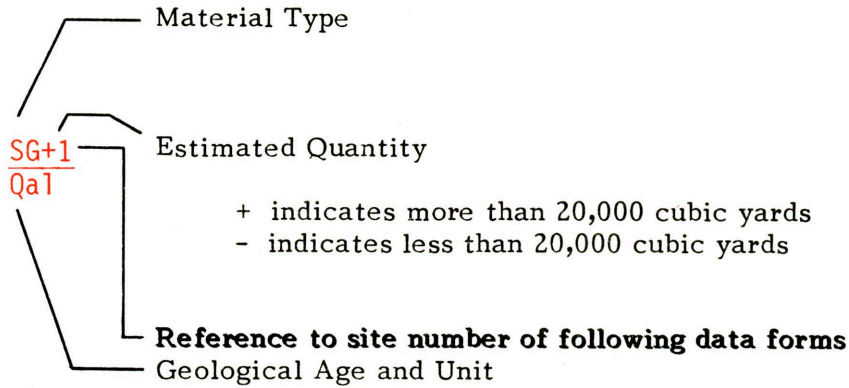 Material Type
SG+1
Qal
Estimated Quantity
+ indicates more than 20,000 cubic yards
- indicates less than 20,000 cubic yards
Reference to site number of following data forms
Geological Age and Unit